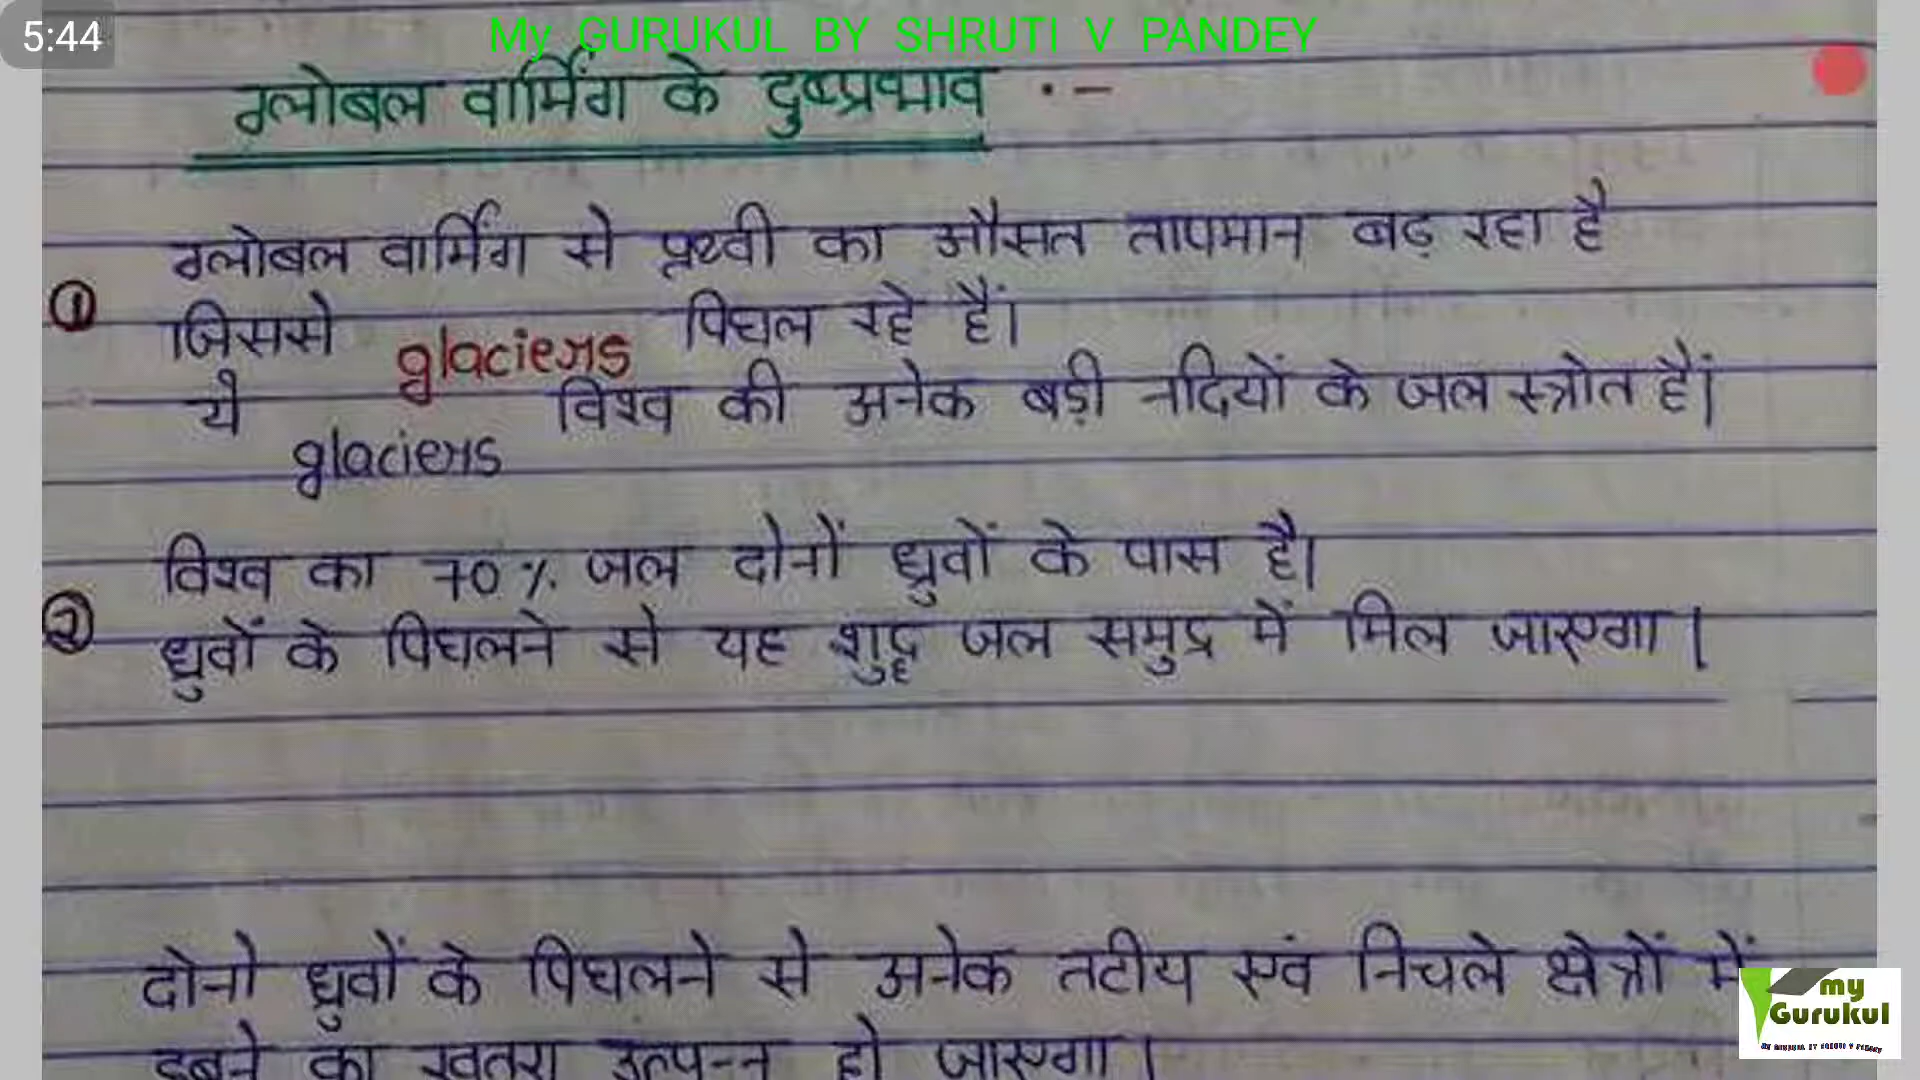 5:44
My GURUKUL BY SHRUTI V PANDEY
ग्लोबल वार्मिंग के दुष्प्रभाव :-
ग्लोबल वार्मिंग से पृथ्वी का औसत तापमान बढ़ रहा है
① जिससे glaciers पिघल रहे हैं।
ये glaciers विश्व की अनेक बड़ी नदियों के जल स्त्रोत हैं।
विश्व का 70% जल दोनों ध्रुवों के पास है।
② ध्रुवों के पिघलने से यह शुद्ध जल समुद्र में मिल जाएगा।
दोनो ध्रुवों के पिघलने से अनेक तटीय एवं निचले क्षेत्रों में
डूबने का खतरा उत्पन्न हो जाएगा।
my
Gurukul